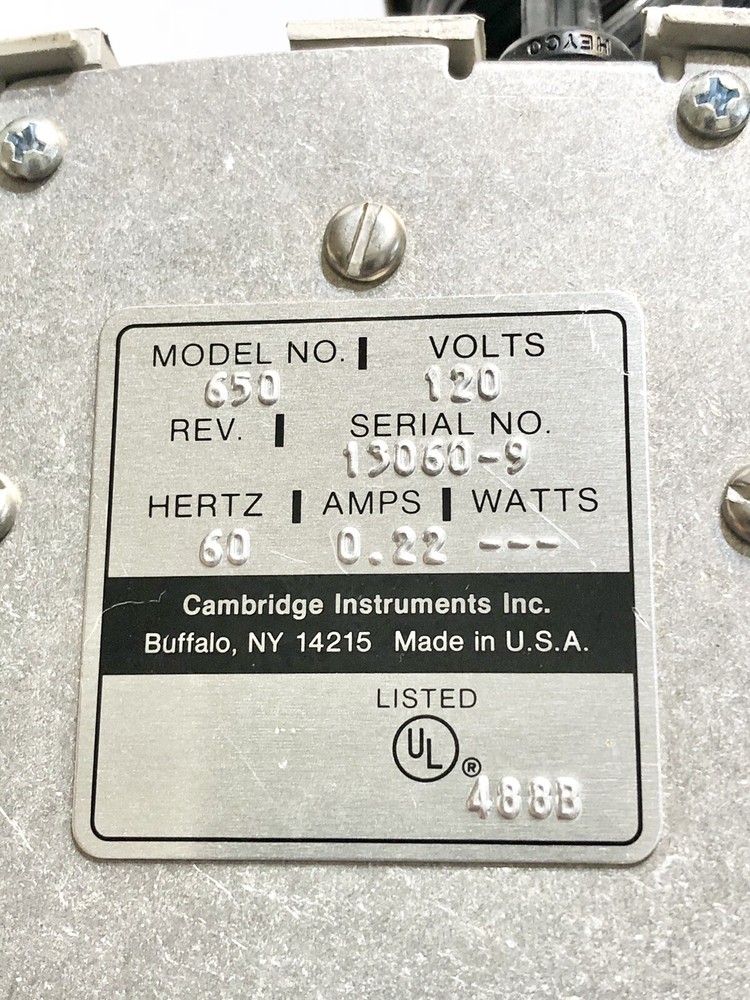 HEYCO
MODEL NO. | VOLTS
650 120
REV. | SERIAL NO.
13060-9
HERTZ | AMPS | WATTS
60 0.22 ---
Cambridge Instruments Inc.
Buffalo, NY 14215 Made in U.S.A.
LISTED
UL ®
488B